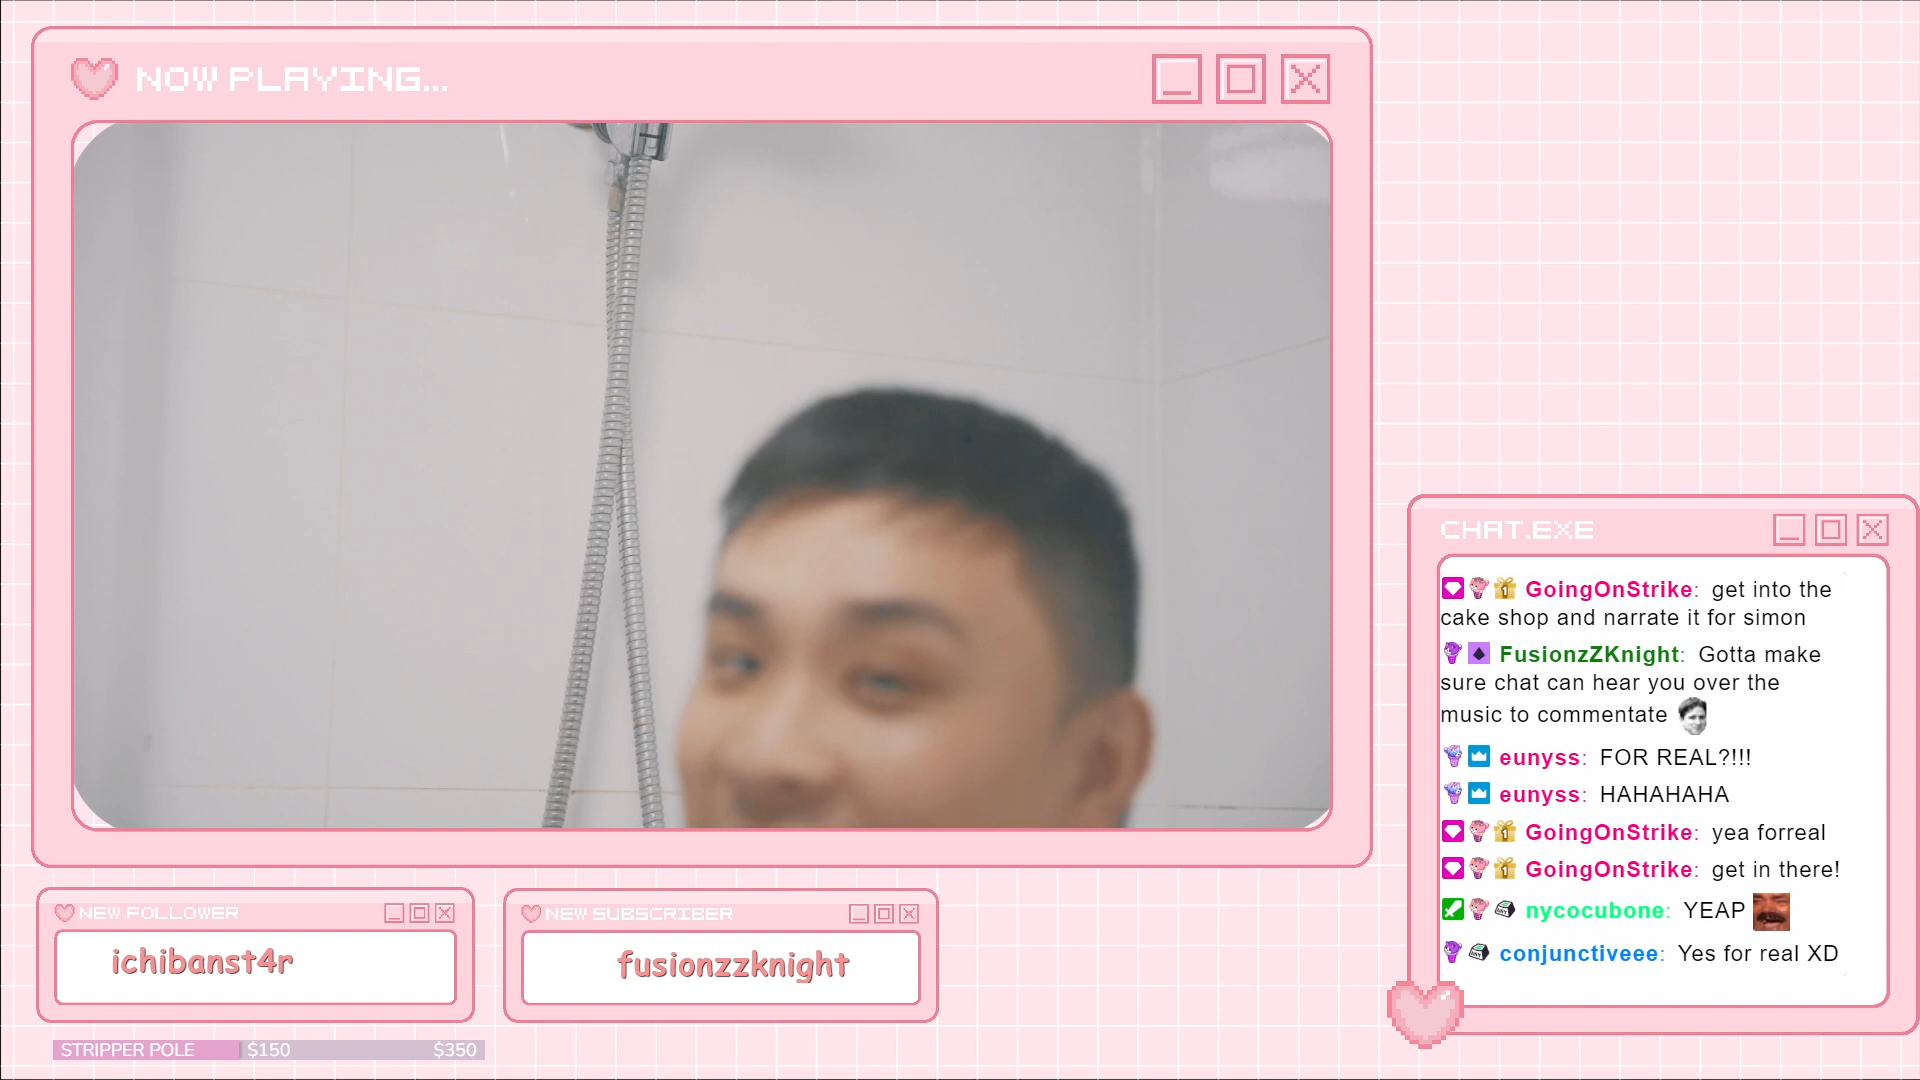 NOW PLAYING...
CHAT.EXE
GoingOnStrike: get into the
cake shop and narrate it for simon
FusionzZKnight: Gotta make
sure chat can hear you over the
music to commentate
eunyss: FOR REAL?!!!
eunyss: HAHAHAHA
GoingOnStrike: yea forreal
GoingOnStrike: get in there!
nycocubone: YEAP
conjunctiveee: Yes for real XD
NEW FOLLOWER
ichibanst4r
NEW SUBSCRIBER
fusionzzknight
STRIPPER POLE $150 $350